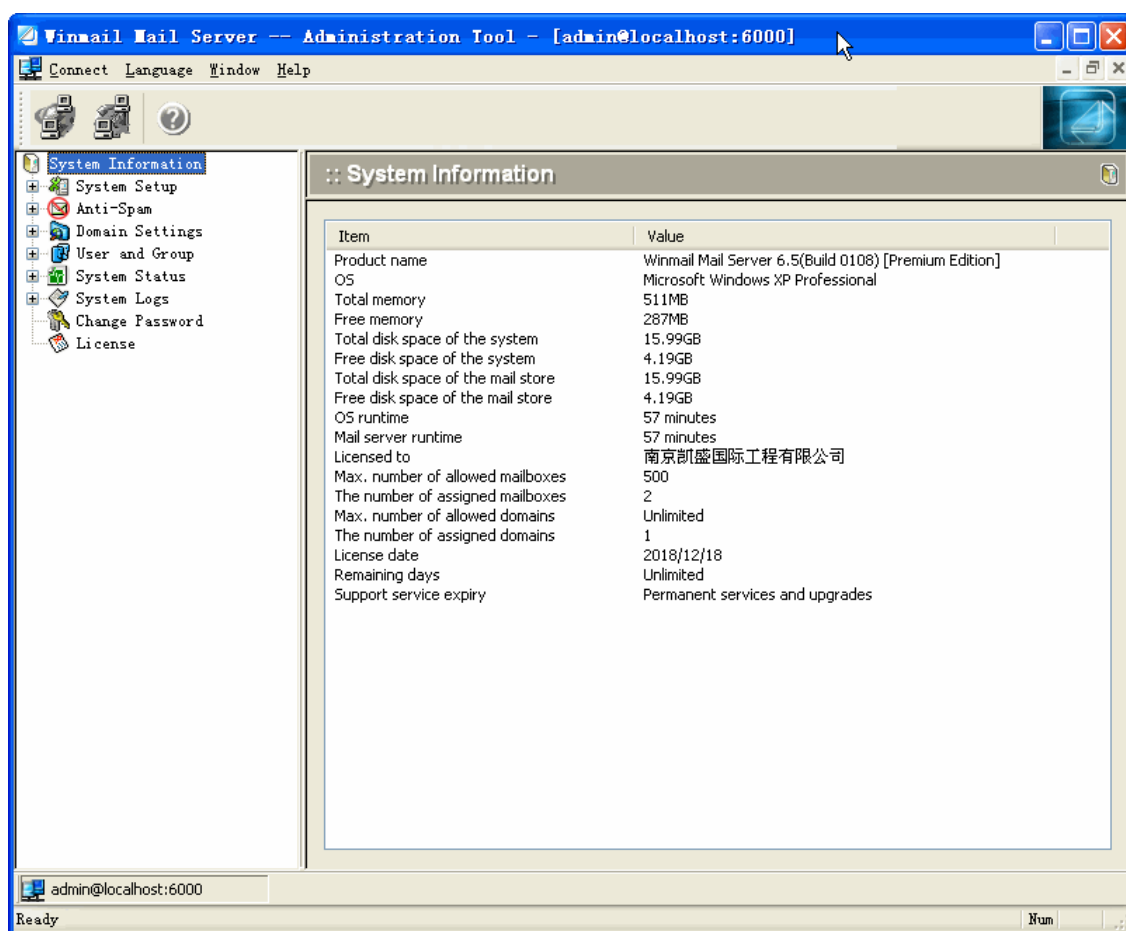 Winmail Mail Server -- Administration Tool - [admin@localhost:6000]
Connect Language Window Help
System Information
System Setup
Anti-Spam
Domain Settings
User and Group
System Status
System Logs
Change Password
License
:: System Information
Item Value
Product name Winmail Mail Server 6.5(Build 0108) [Premium Edition]
OS Microsoft Windows XP Professional
Total memory 511MB
Free memory 287MB
Total disk space of the system 15.99GB
Free disk space of the system 4.19GB
Total disk space of the mail store 15.99GB
Free disk space of the mail store 4.19GB
OS runtime 57 minutes
Mail server runtime 57 minutes
Licensed to 南京凯盛国际工程有限公司
Max. number of allowed mailboxes 500
The number of assigned mailboxes 2
Max. number of allowed domains Unlimited
The number of assigned domains 1
License date 2018/12/18
Remaining days Unlimited
Support service expiry Permanent services and upgrades
admin@localhost:6000
Ready Num